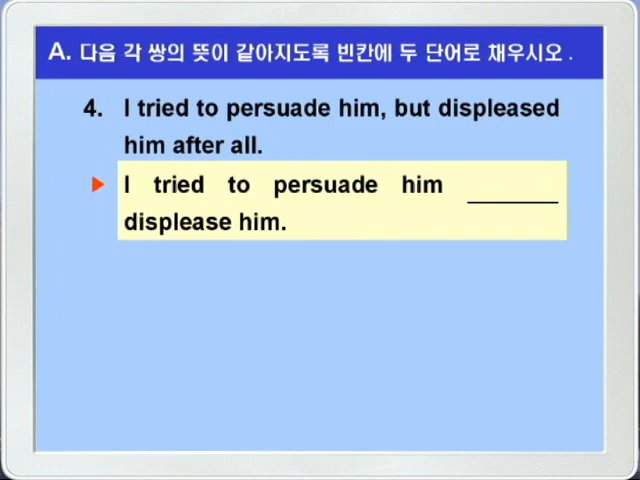 A. 다음 각 쌍의 뜻이 같아지도록 빈칸에 두 단어로 채우시오 .
4. I tried to persuade him, but displeased
him after all.
I tried to persuade him ________
displease him.